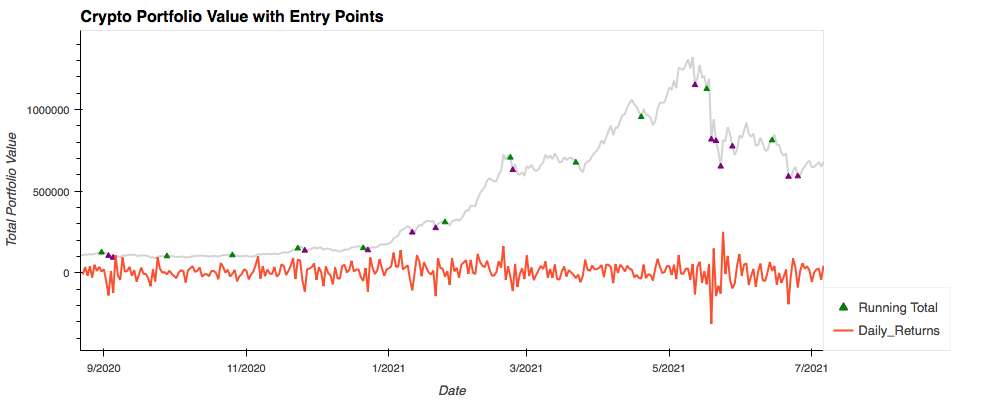 Crypto Portfolio Value with Entry Points
Total Portfolio Value
1000000
500000
0
9/2020 11/2020 1/2021 3/2021 5/2021 7/2021
Date
Running Total
Daily_Returns